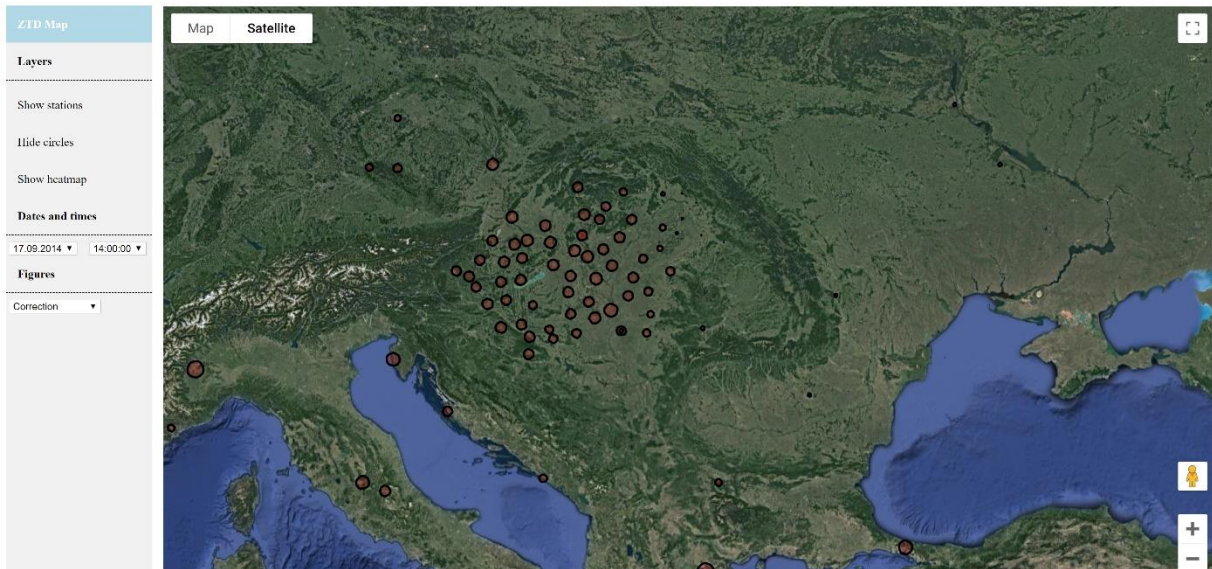 ZTD Map
Layers
Show stations
Hide circles
Show heatmap
Dates and times
17.09.2014 14:00:00
Figures
Correction
Map Satellite